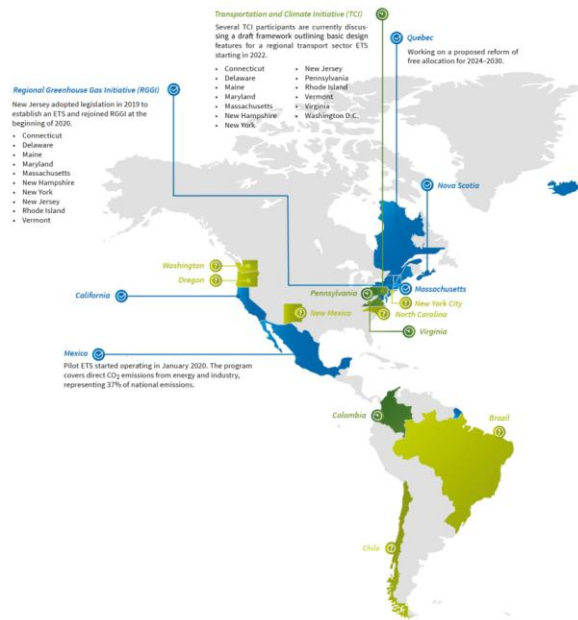 Transportation and Climate Initiative (TCI)
Several TCI participants are currently discus-
sing a draft framework outlining basic design
features for a regional transport sector ETS
starting in 2022.
• Connecticut
• Delaware
• Maine
• Maryland
• Massachusetts
• New Hampshire
• New York
• New Jersey
• Pennsylvania
• Rhode Island
• Vermont
• Virginia
• Washington D.C.
Québec
Working on a proposed reform of
free allocation for 2024–2030.
Regional Greenhouse Gas Initiative (RGGI)
New Jersey adopted legislation in 2019 to
establish an ETS and rejoined RGGI at the
beginning of 2020.
• Connecticut
• Delaware
• Maine
• Maryland
• Massachusetts
• New Hampshire
• New York
• New Jersey
• Rhode Island
• Vermont
Nova Scotia
Washington
Oregon
California
Pennsylvania
Massachusetts
New York City
New Mexico
North Carolina
Virginia
Mexico
Pilot ETS started operating in January 2020. The program
covers direct CO₂ emissions from energy and industry,
representing 37% of national emissions.
Colombia
Brazil
Chile